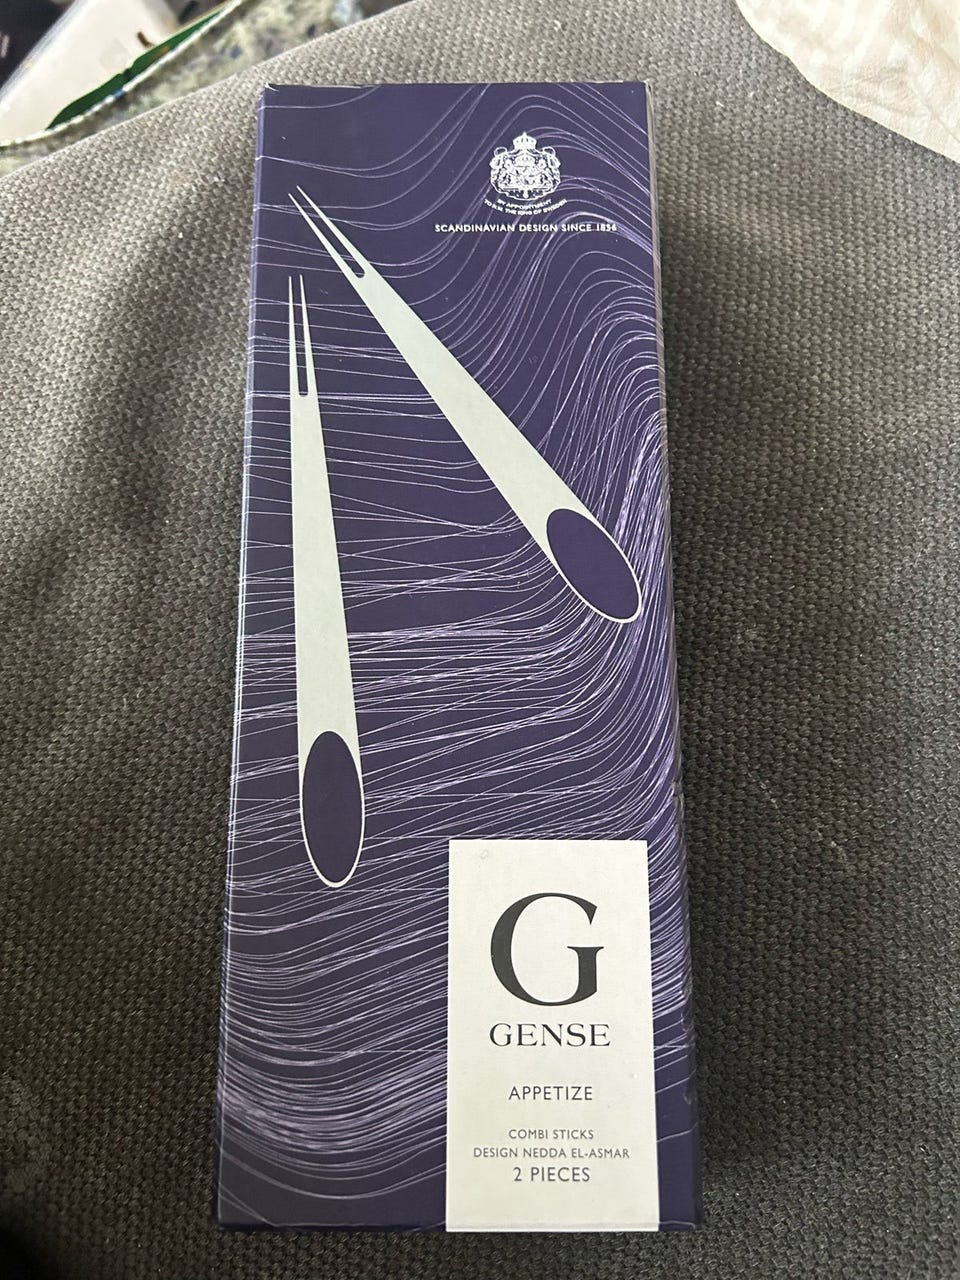 BY APPOINTMENT
TO H.M. THE KING OF SWEDEN
SCANDINAVIAN DESIGN SINCE 1856
G
GENSE
APPETIZE
COMBI STICKS
DESIGN NEDDA EL-ASMAR
2 PIECES